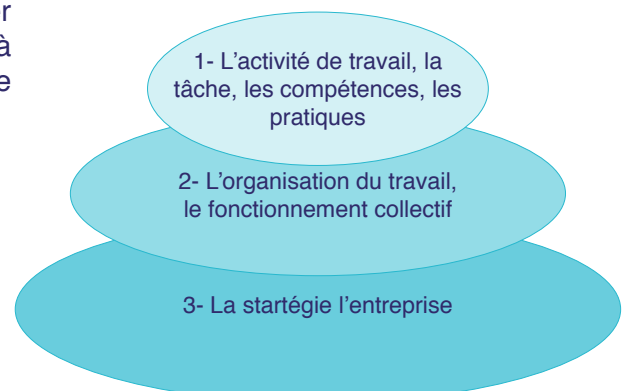 er
à
e
1- L'activité de travail, la
tâche, les compétences, les
pratiques
2- L'organisation du travail,
le fonctionnement collectif
3- La startégie l'entreprise